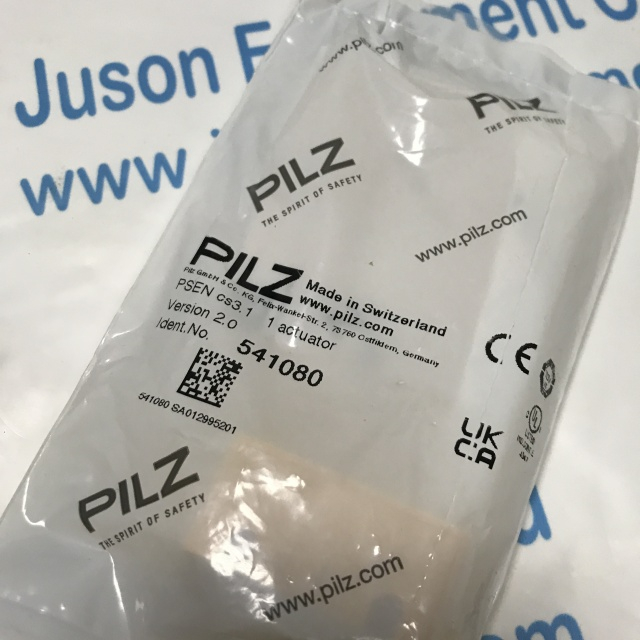 Juson E ment C
www
www.pilz.com
PILZ
THE SPIRIT OF SAFETY
PILZ
THE SPIRIT OF SAFETY
www.pilz.com
PILZ Made in Switzerland
www.pilz.com
Pilz GmbH & Co. KG, Felix-Wankel-Str. 2, 73760 Ostfildern, Germany
PSEN cs3.1 1 actuator
Version 2.0
Ident.No. 541080
CE
541080 SA012995201
UK
CA
PILZ
THE SPIRIT OF SAFETY
www.pilz.com